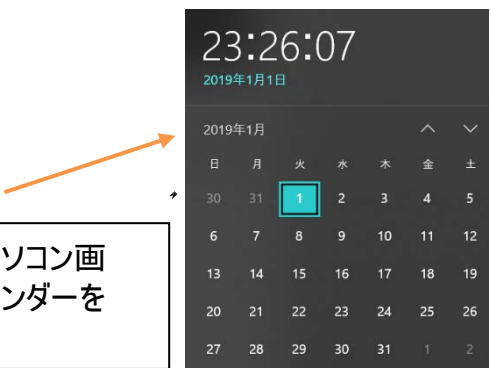 23:26:07
2019年1月1日
2019年1月
日 月 火 水 木 金 土
30 31 1 2 3 4 5
6 7 8 9 10 11 12
13 14 15 16 17 18 19
20 21 22 23 24 25 26
27 28 29 30 31 1 2
ソコン画
ンダーを